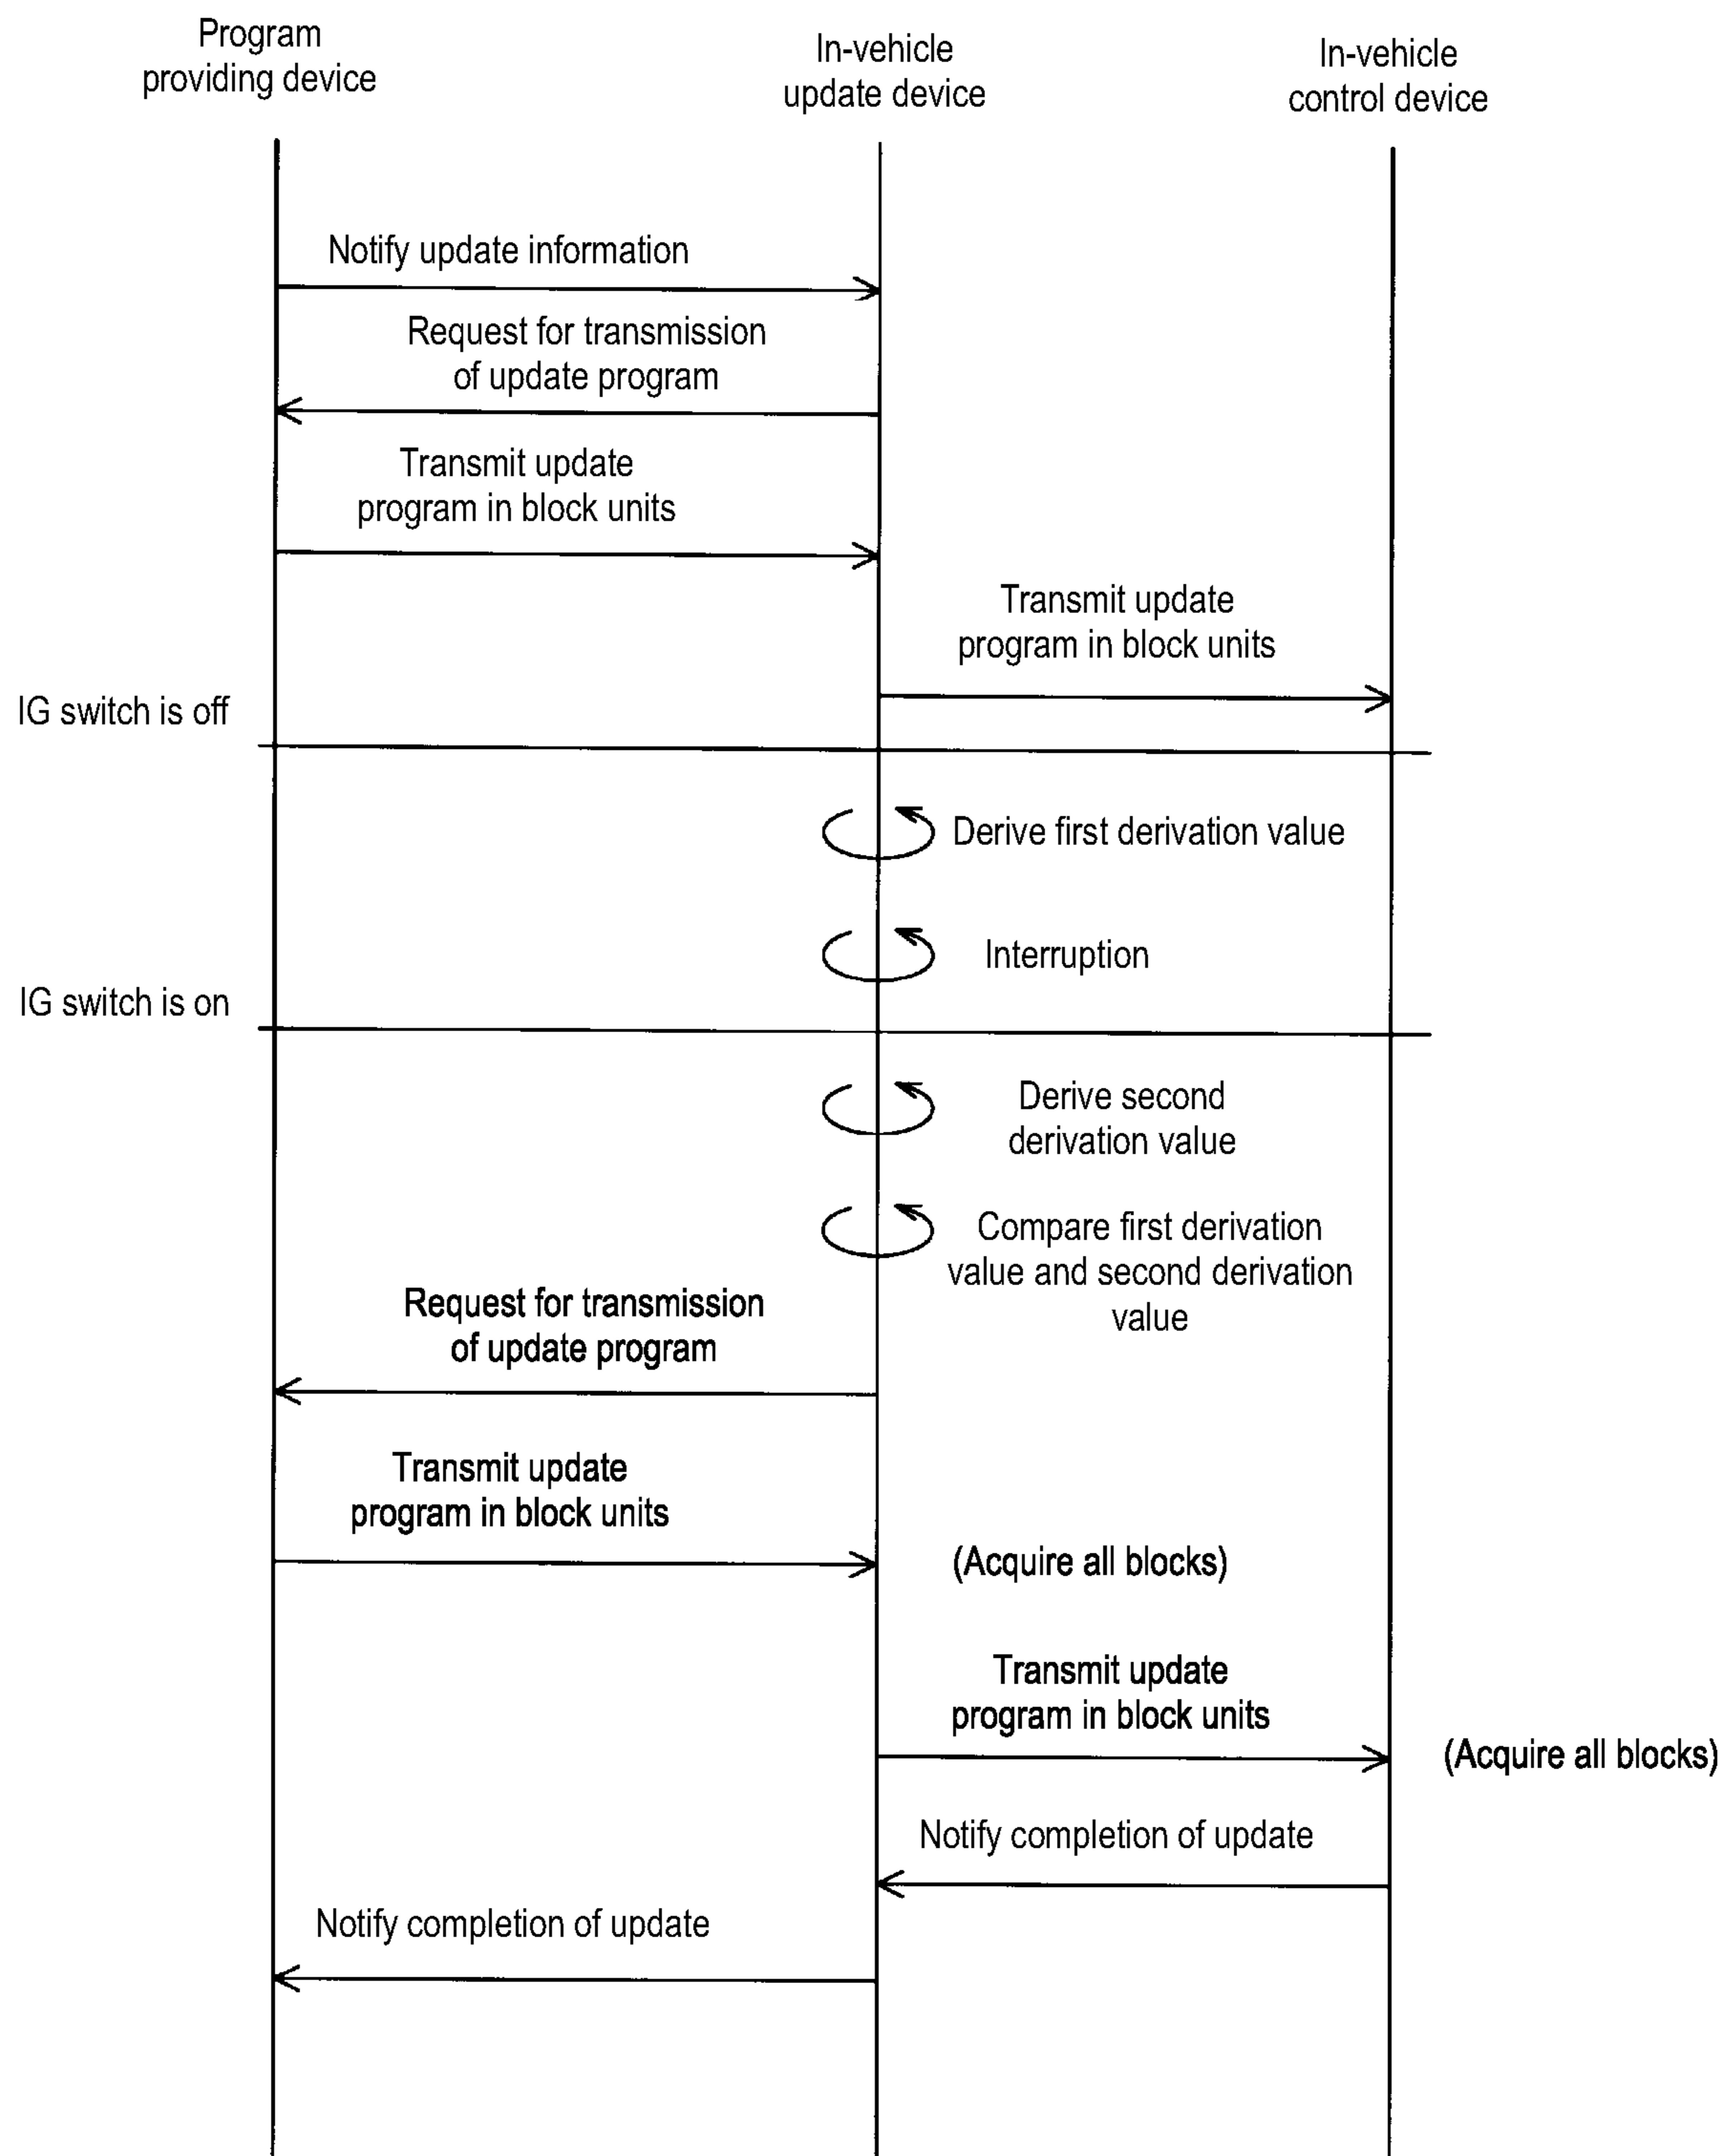 Program
providing device
In-vehicle
update device
In-vehicle
control device
Notify update information
Request for transmission
of update program
Transmit update
program in block units
Transmit update
program in block units
IG switch is off
Derive first derivation value
Interruption
IG switch is on
Derive second
derivation value
Compare first derivation
value and second derivation
value
Request for transmission
of update program
Transmit update
program in block units
(Acquire all blocks)
Transmit update
program in block units
(Acquire all blocks)
Notify completion of update
Notify completion of update